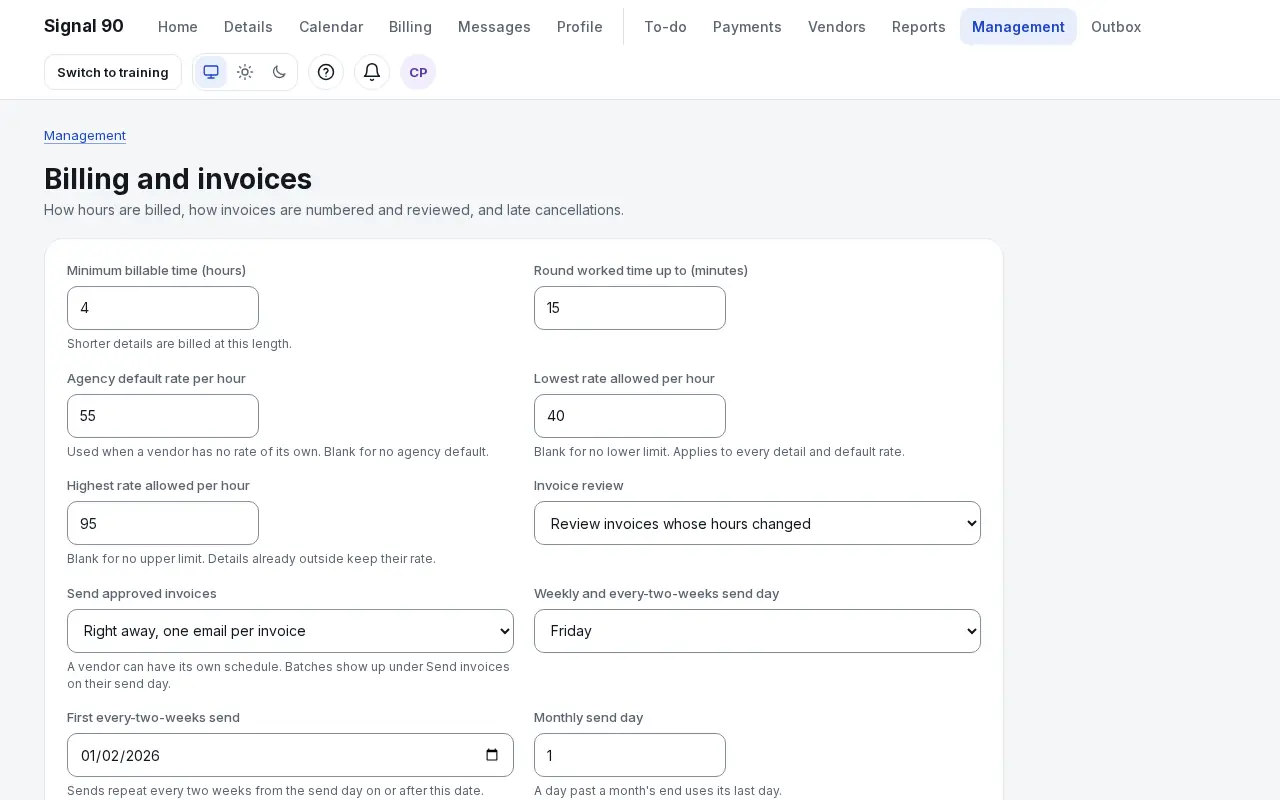 Signal 90
Home
Details
Calendar
Billing
Messages
Profile
To-do
Payments
Vendors
Reports
Management
Outbox
Switch to training
CP
Management
Billing and invoices
How hours are billed, how invoices are numbered and reviewed, and late cancellations.
Minimum billable time (hours)
4
Shorter details are billed at this length.
Round worked time up to (minutes)
15
Agency default rate per hour
55
Used when a vendor has no rate of its own. Blank for no agency default.
Lowest rate allowed per hour
40
Blank for no lower limit. Applies to every detail and default rate.
Highest rate allowed per hour
95
Blank for no upper limit. Details already outside keep their rate.
Invoice review
Review invoices whose hours changed
Send approved invoices
Right away, one email per invoice
A vendor can have its own schedule. Batches show up under Send invoices
on their send day.
Weekly and every-two-weeks send day
Friday
First every-two-weeks send
01/02/2026
Sends repeat every two weeks from the send day on or after this date.
Monthly send day
1
A day past a month's end uses its last day.